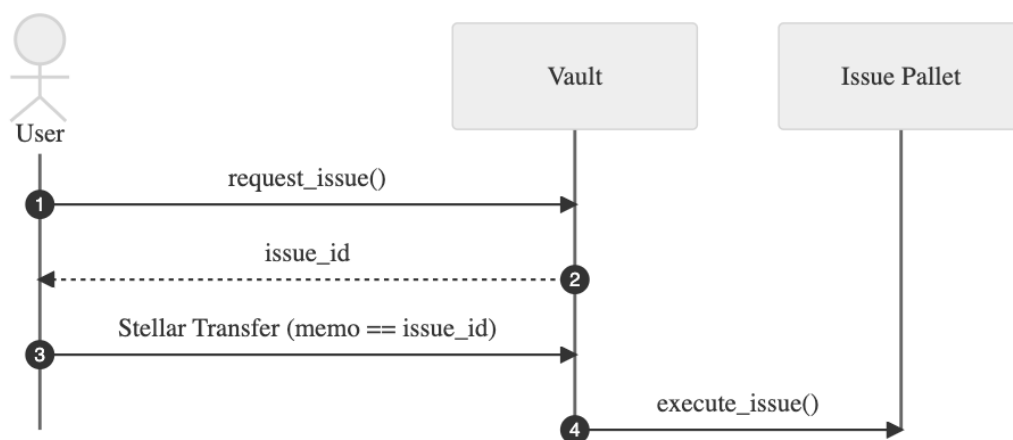 Vault
Issue Pallet
User
request_issue()
1
issue_id
2
Stellar Transfer (memo == issue_id)
3
execute_issue()
4